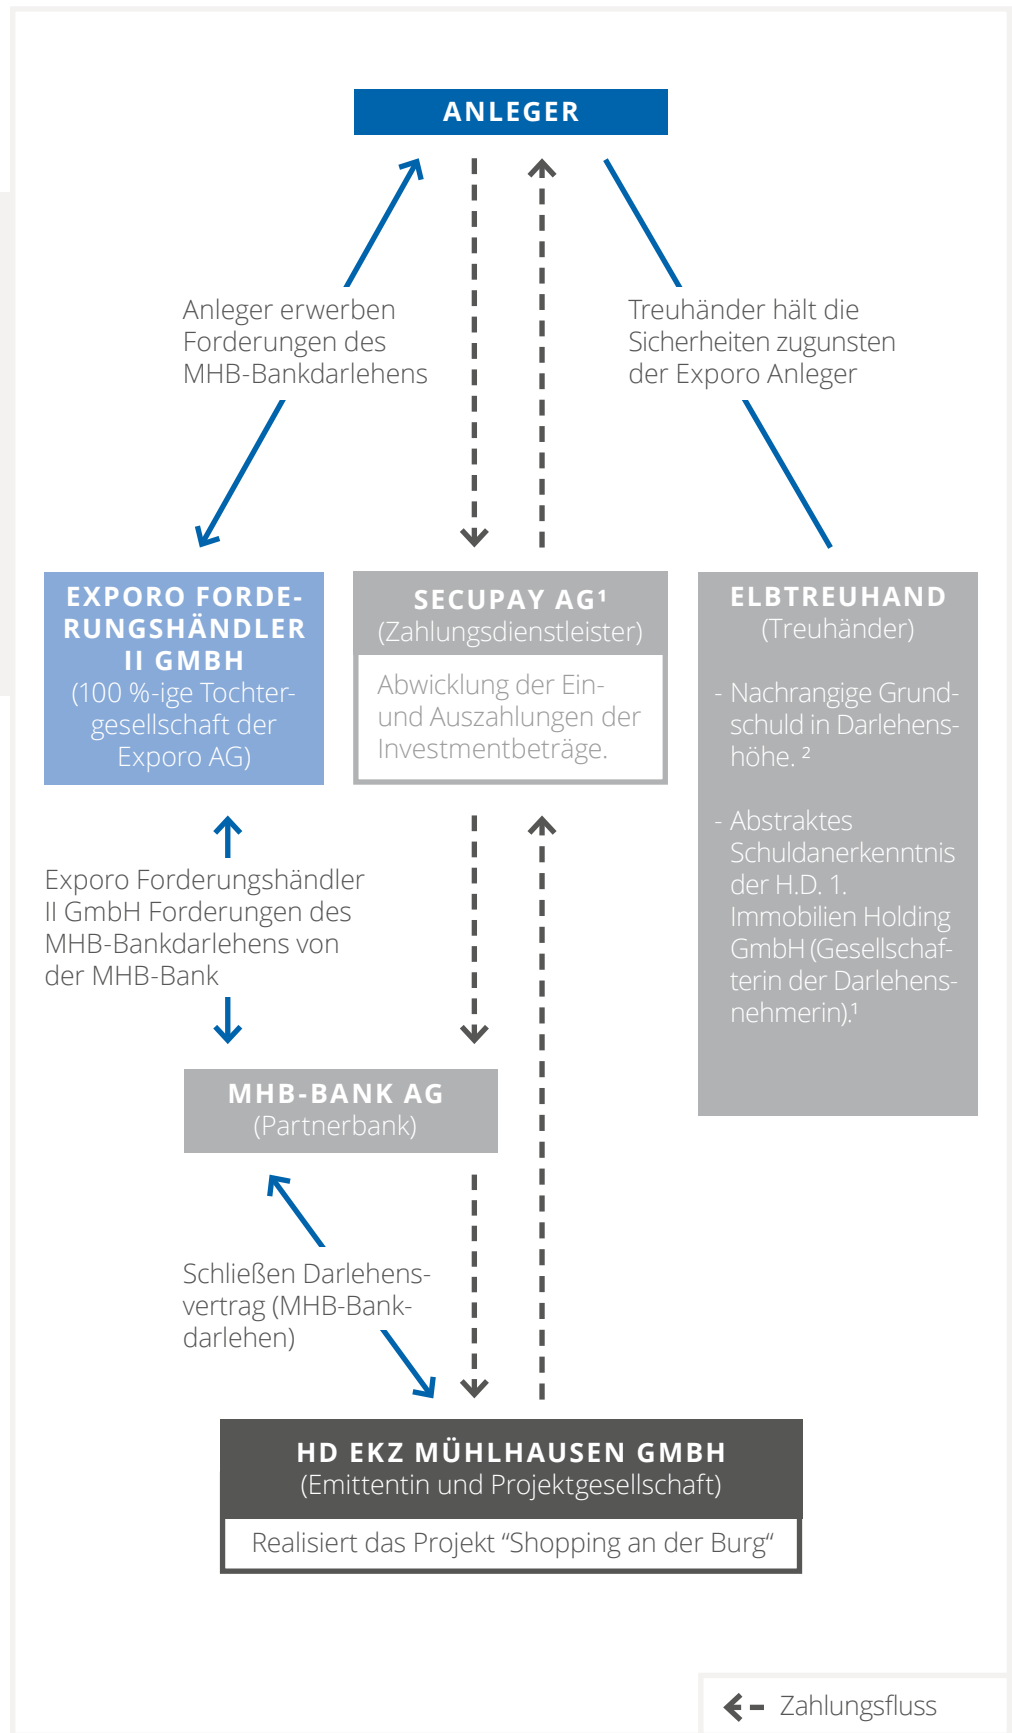 ANLEGER
Anleger erwerben
Forderungen des
MHB-Bankdarlehens
Treuhänder hält die
Sicherheiten zugunsten
der Exporo Anleger
EXPORO FORDE-
RUNGSHÄNDLER
II GMBH
(100 %-ige Tochter-
gesellschaft der
Exporo AG)
SECUPAY AG¹
(Zahlungsdienstleister)
Abwicklung der Ein-
und Auszahlungen der
Investmentbeträge.
ELBTREUHAND
(Treuhänder)
- Nachrangige Grund-
schuld in Darlehens-
höhe. ²
- Abstraktes
Schuldanerkenntnis
der H.D. 1.
Immobilien Holding
GmbH (Gesellschaf-
terin der Darlehens-
nehmerin).¹
Exporo Forderungshändler
II GmbH Forderungen des
MHB-Bankdarlehens von
der MHB-Bank
MHB-BANK AG
(Partnerbank)
Schließen Darlehens-
vertrag (MHB-Bank-
darlehen)
HD EKZ MÜHLHAUSEN GMBH
(Emittentin und Projektgesellschaft)
Realisiert das Projekt “Shopping an der Burg“
Zahlungsfluss